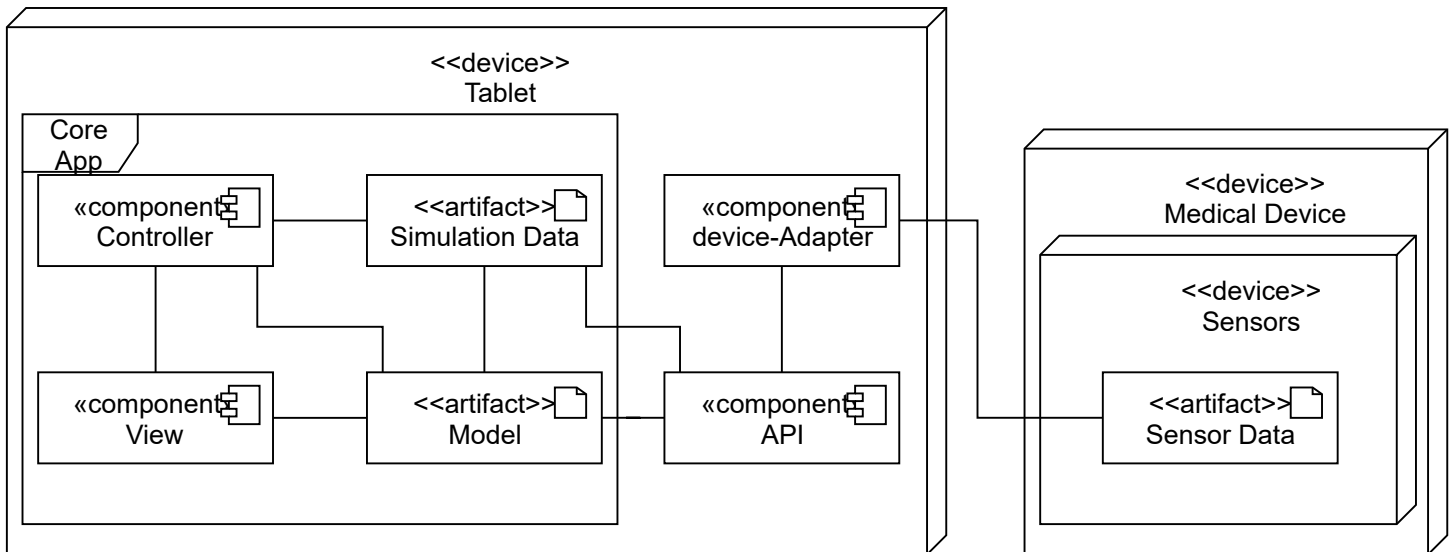 <<device>>
Tablet
Core
App
«component»
Controller
<<artifact>>
Simulation Data
«component»
device-Adapter
<<device>>
Medical Device
<<device>>
Sensors
«component»
View
<<artifact>>
Model
«component»
API
<<artifact>>
Sensor Data